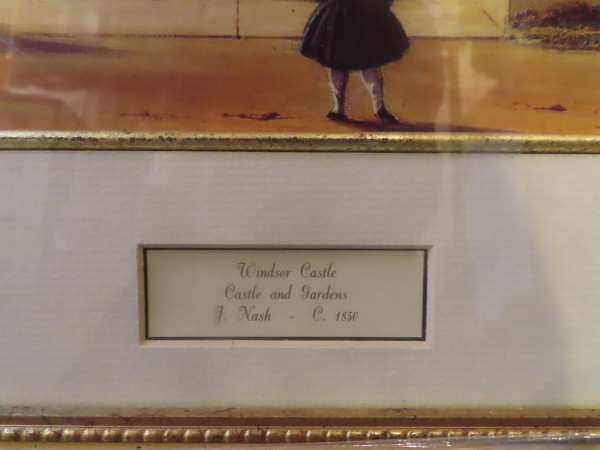 Windsor Castle
Castle and Gardens
J. Nash - C. 1850